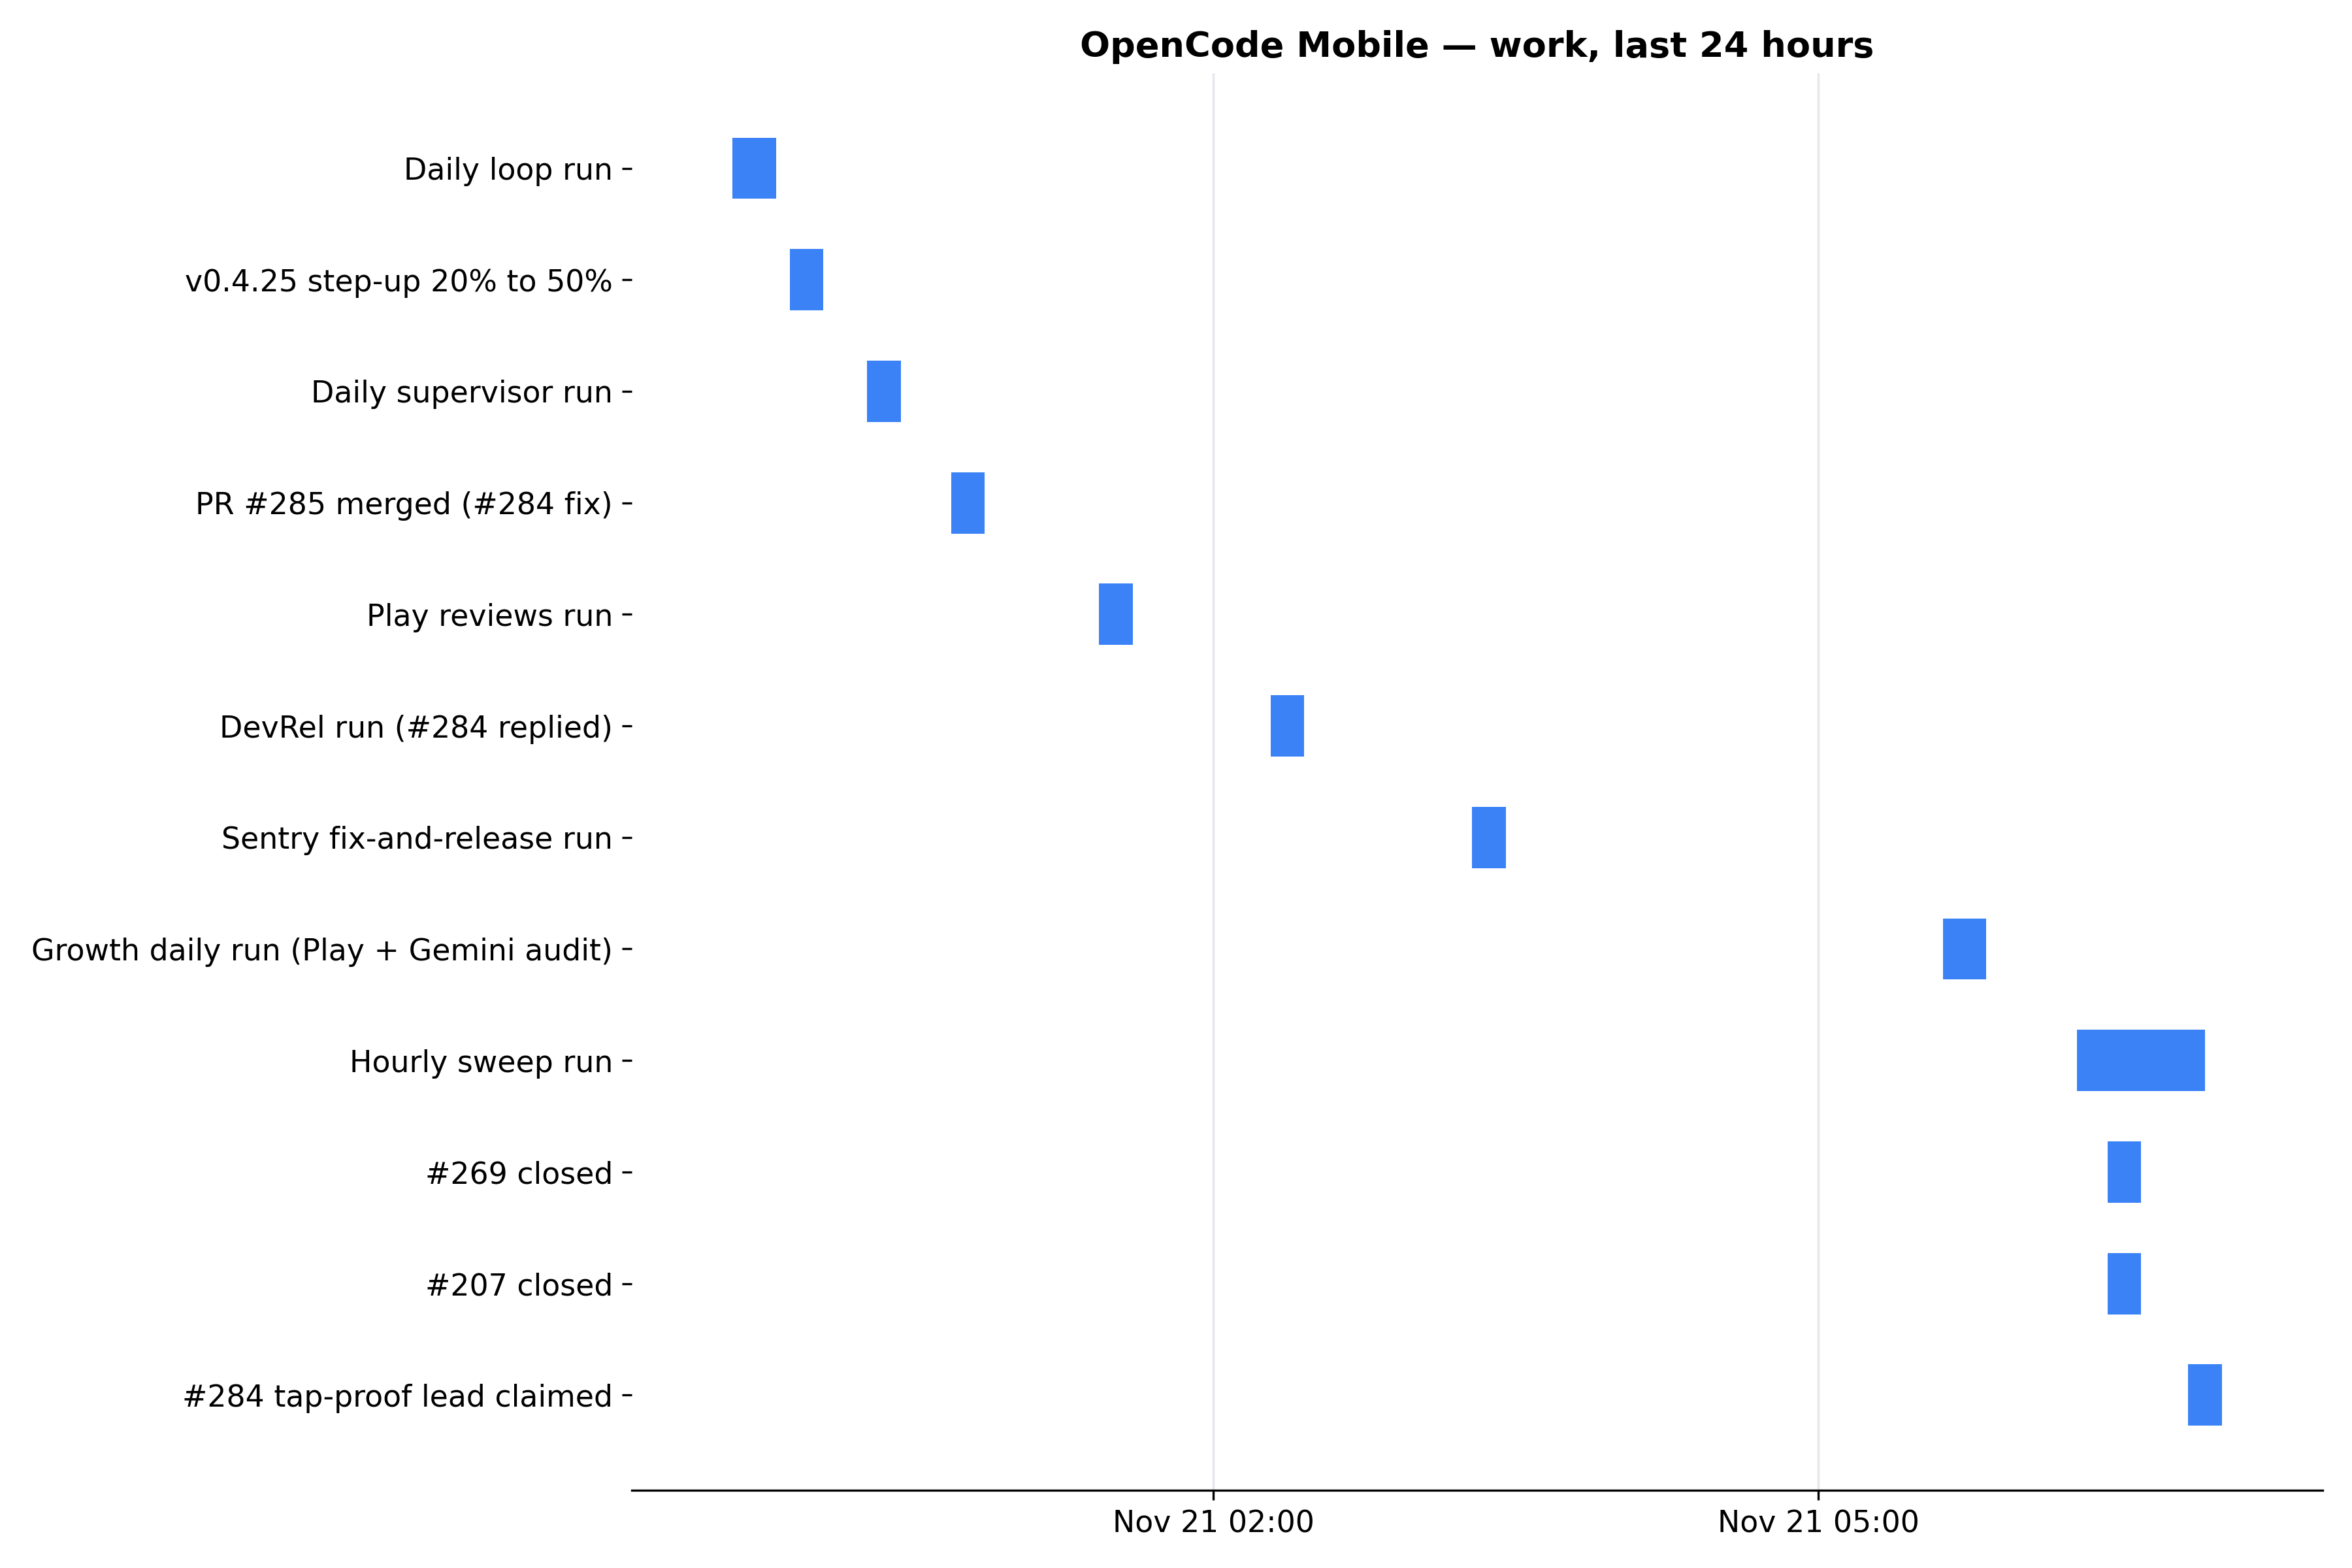 OpenCode Mobile — work, last 24 hours
Daily loop run
v0.4.25 step-up 20% to 50%
Daily supervisor run
PR #285 merged (#284 fix)
Play reviews run
DevRel run (#284 replied)
Sentry fix-and-release run
Growth daily run (Play + Gemini audit)
Hourly sweep run
#269 closed
#207 closed
#284 tap-proof lead claimed
Nov 21 02:00
Nov 21 05:00